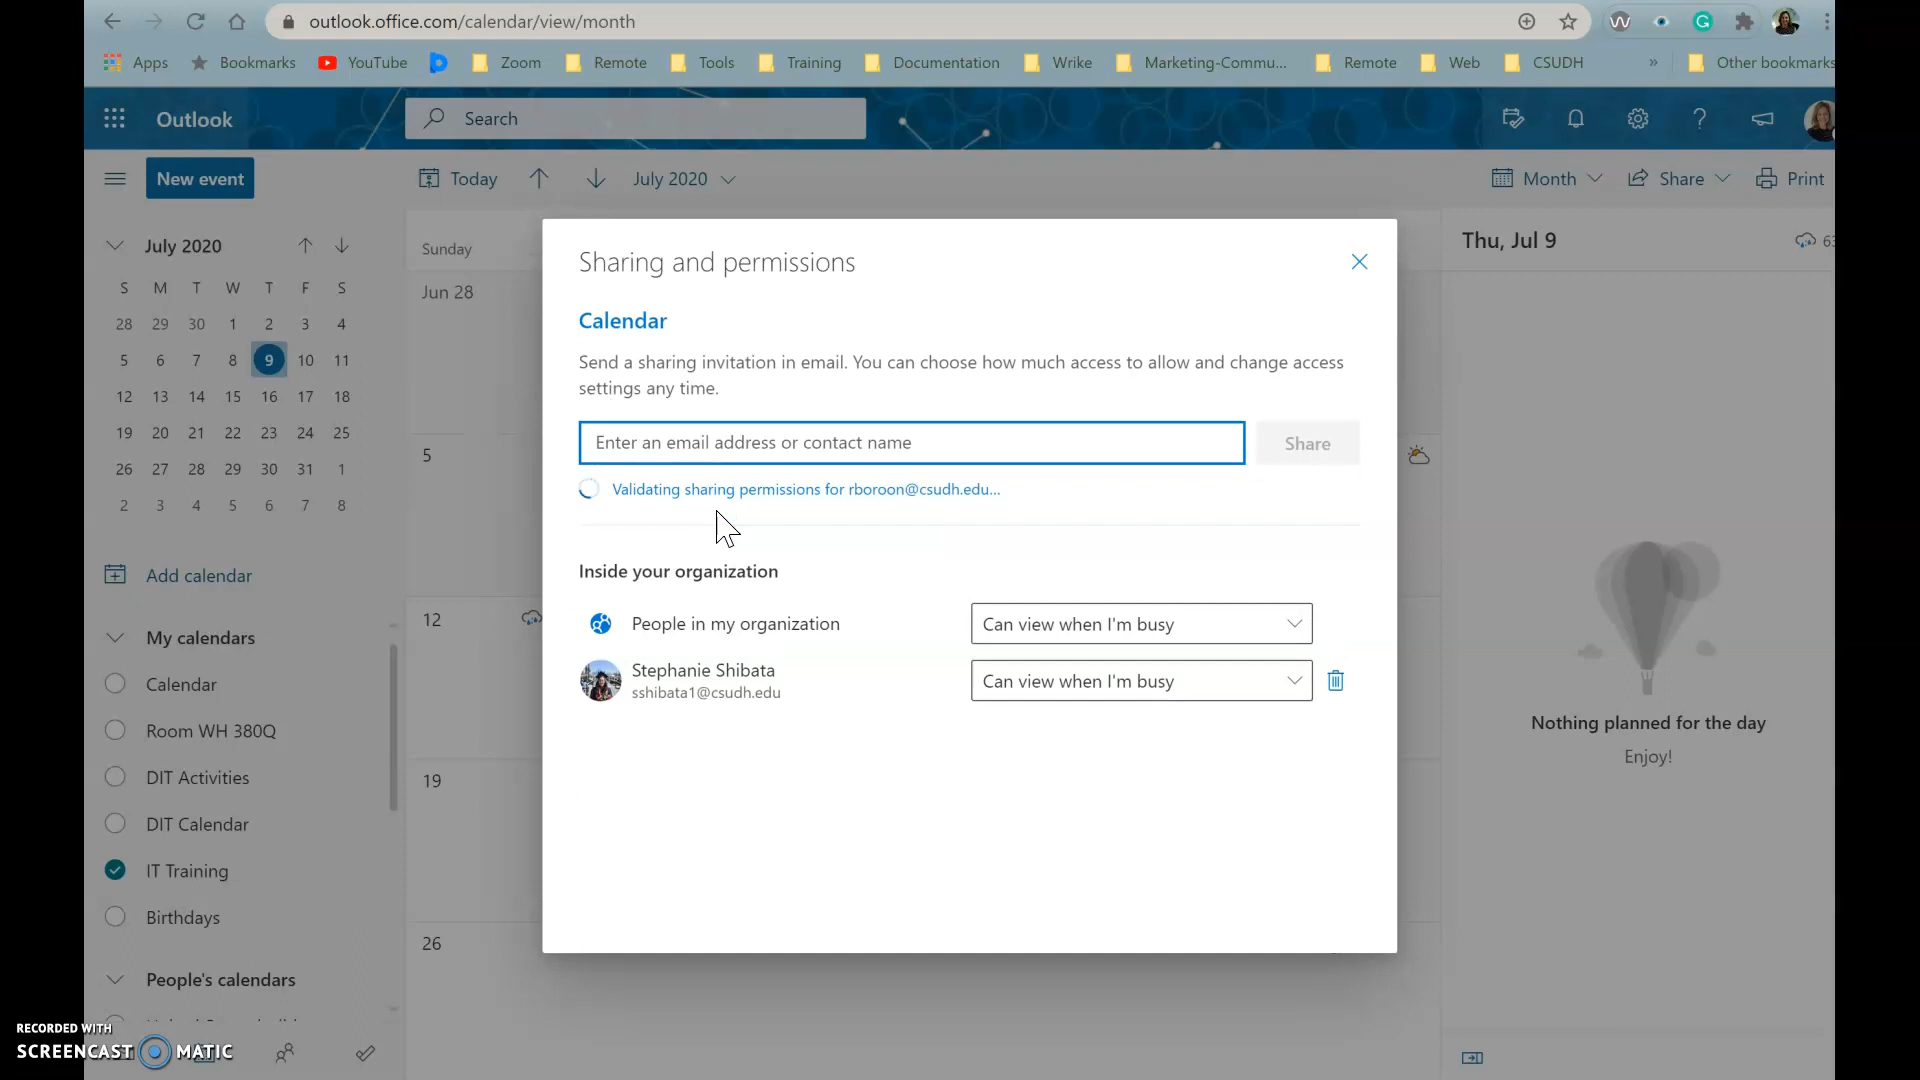 outlook.office.com/calendar/view/month
Apps Bookmarks YouTube Zoom Remote Tools Training Documentation Wrike Marketing-Commu... Remote Web CSUDH » Other bookmarks
Outlook
Search
New event
Today
July 2020
Month
Share
Print
July 2020
S M T W T F S
28 29 30 1 2 3 4
5 6 7 8 9 10 11
12 13 14 15 16 17 18
19 20 21 22 23 24 25
26 27 28 29 30 31 1
2 3 4 5 6 7 8
Add calendar
My calendars
Calendar
Room WH 380Q
DIT Activities
DIT Calendar
IT Training
Birthdays
People's calendars
Sunday
Jun 28
5
12
19
26
Sharing and permissions
Calendar
Send a sharing invitation in email. You can choose how much access to allow and change access
settings any time.
Enter an email address or contact name
Share
Validating sharing permissions for rboroon@csudh.edu...
Inside your organization
People in my organization
Can view when I'm busy
Stephanie Shibata
sshibata1@csudh.edu
Can view when I'm busy
Thu, Jul 9
63
Nothing planned for the day
Enjoy!
RECORDED WITH
SCREENCAST MATIC